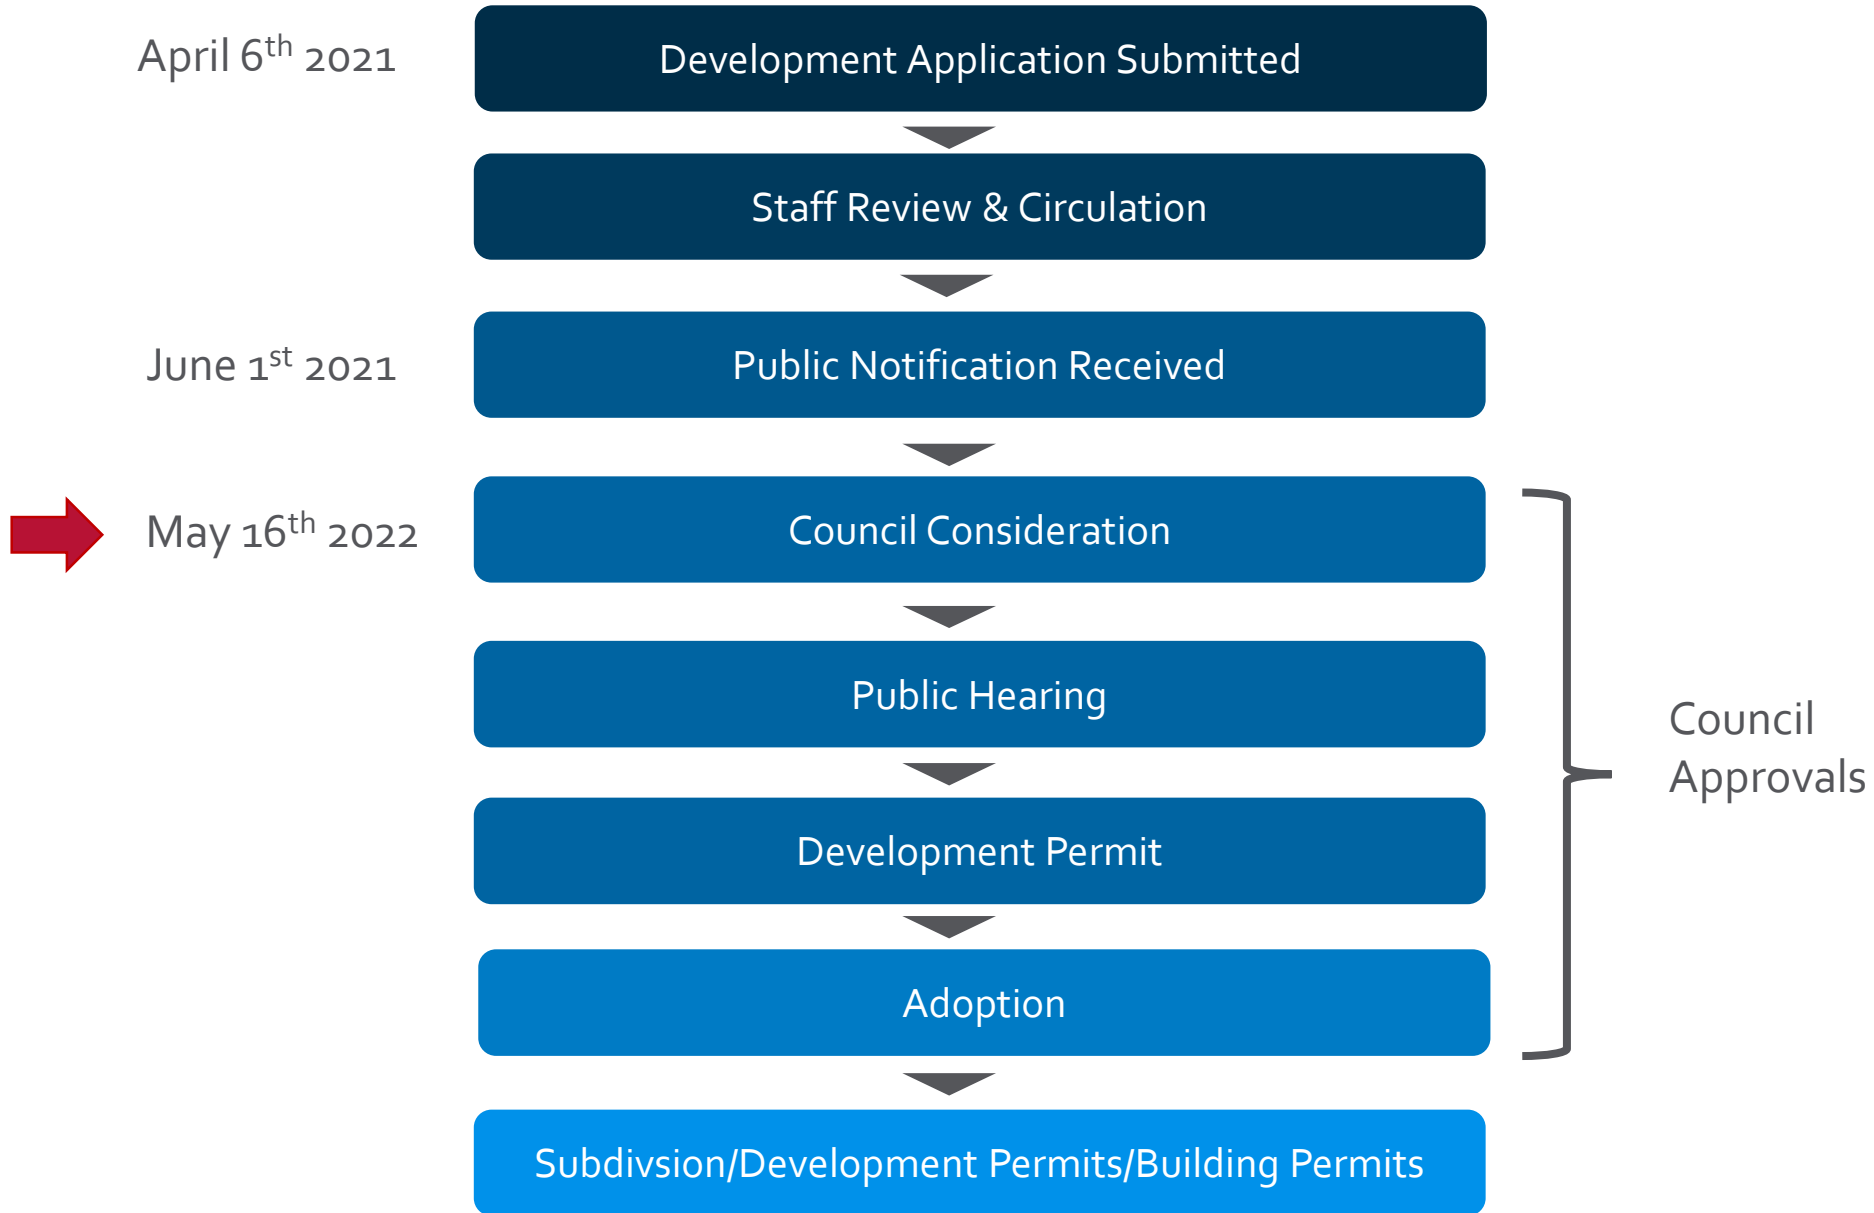 April 6th 2021
Development Application Submitted
Staff Review & Circulation
June 1st 2021
Public Notification Received
May 16th 2022
Council Consideration
Public Hearing
Development Permit
Adoption
Subdivsion/Development Permits/Building Permits
Council
Approvals